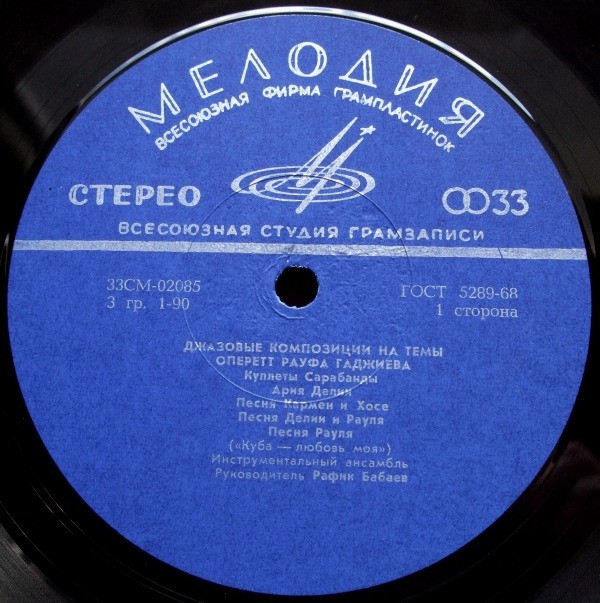 МЕЛОДИЯ
ВСЕСОЮЗНАЯ ФИРМА ГРАМПЛАСТИНОК
СТЕРЕО
33
ВСЕСОЮЗНАЯ СТУДИЯ ГРАМЗАПИСИ
33СМ-02085
ГОСТ 5289-68
3 гр. 1-90
1 сторона
ДЖАЗОВЫЕ КОМПОЗИЦИИ НА ТЕМЫ
ОПЕРЕТТ РАУФА ГАДЖИЕВА
Куплеты Сарабанды
Ария Делии
Песня Кармен и Хосе
Песня Делии и Рауля
Песня Рауля
(«Куба — любовь моя»)
Инструментальный ансамбль
Руководитель Рафик Бабаев